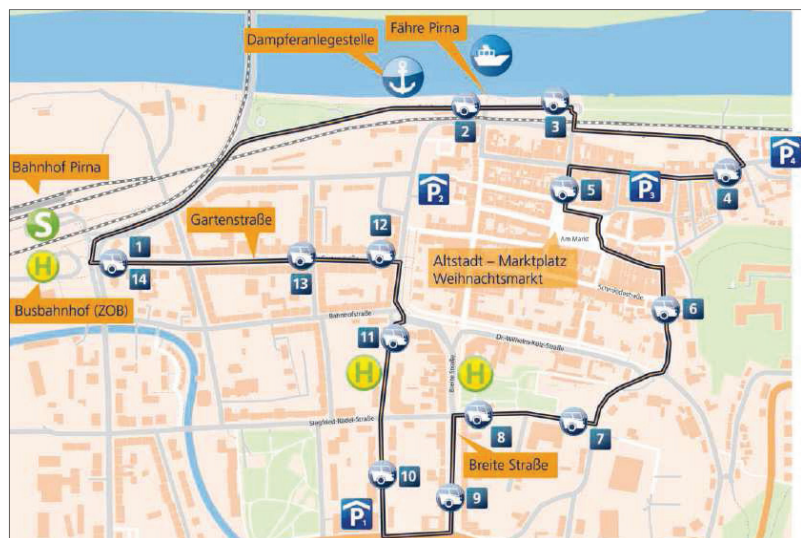 Fähre Pirna
Dampferanlegestelle
2
3
Bahnhof Pirna
P2
P4
P3
4
5
S
Gartenstraße
12
1
Am Markt
Altstadt – Marktplatz
Weihnachtsmarkt
H
14
13
Busbahnhof (ZOB)
Schmiedestraße
6
Bahnhofstraße
11
Dr.-Wilhelm-Külz-Straße
Breite Straße
H
H
Siegfried-Rädel-Straße
8
7
Breite Straße
10
9
P1